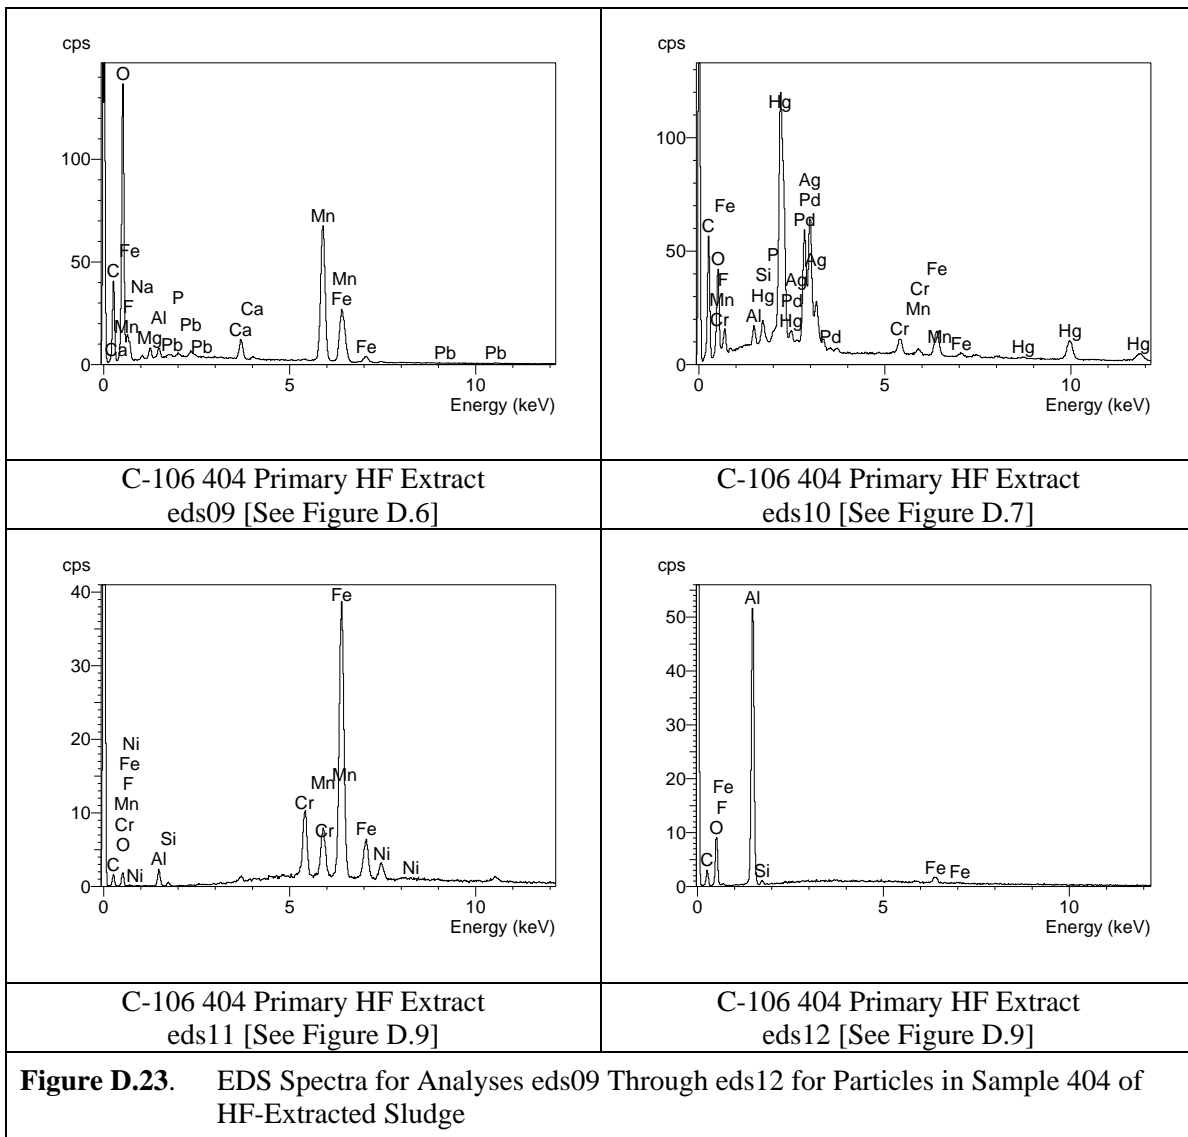 cps
O
100
Mn
50
Fe
C
Na
Mn
F
P
Ca
Fe
Al
Pb
Mn
Mg
Ca
Pb
Pb
Fe
Pb
Pb
Ca
0
0
5
10
Energy (keV)
C-106 404 Primary HF Extract
eds09 [See Figure D.6]
cps
Hg
100
Ag
Pd
Fe
Pd
C
50
P
Ag
O
Si
Ag
Fe
F
Hg
Pd
Cr
Mn
Mn
Cr
Al
Hg
Pd
Cr
Mn
Fe
Hg
Hg
Hg
0
0
5
10
Energy (keV)
C-106 404 Primary HF Extract
eds10 [See Figure D.7]
cps
40
Fe
30
20
Ni
Fe
F
Mn
Mn
Mn
10
Cr
Cr
O
Si
Cr
Fe
C
Al
Ni
Ni
Ni
0
0
5
10
Energy (keV)
C-106 404 Primary HF Extract
eds11 [See Figure D.9]
cps
Al
50
40
30
20
Fe
F
10
O
C
Si
Fe
Fe
0
0
5
10
Energy (keV)
C-106 404 Primary HF Extract
eds12 [See Figure D.9]
Figure D.23. EDS Spectra for Analyses eds09 Through eds12 for Particles in Sample 404 of
HF-Extracted Sludge